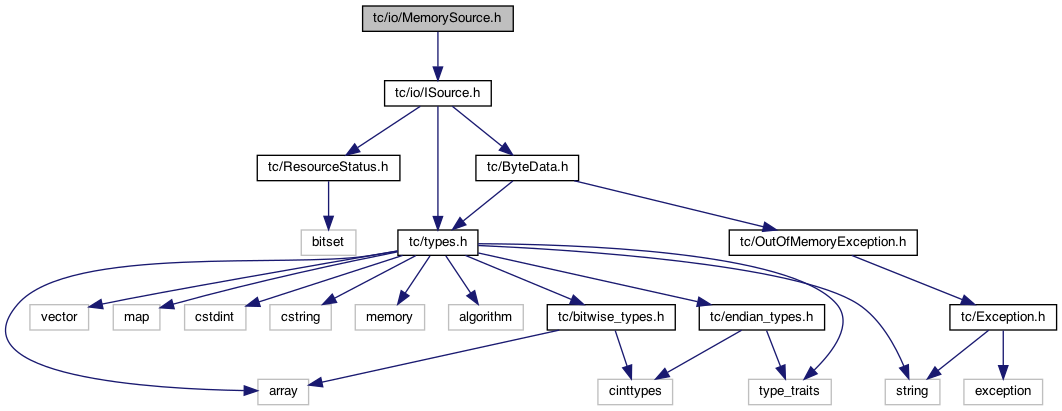 tc/io/MemorySource.h
tc/io/ISource.h
tc/ResourceStatus.h
tc/ByteData.h
bitset
tc/types.h
tc/OutOfMemoryException.h
vector
map
cstdint
cstring
memory
algorithm
tc/bitwise_types.h
tc/endian_types.h
tc/Exception.h
array
cinttypes
type_traits
string
exception